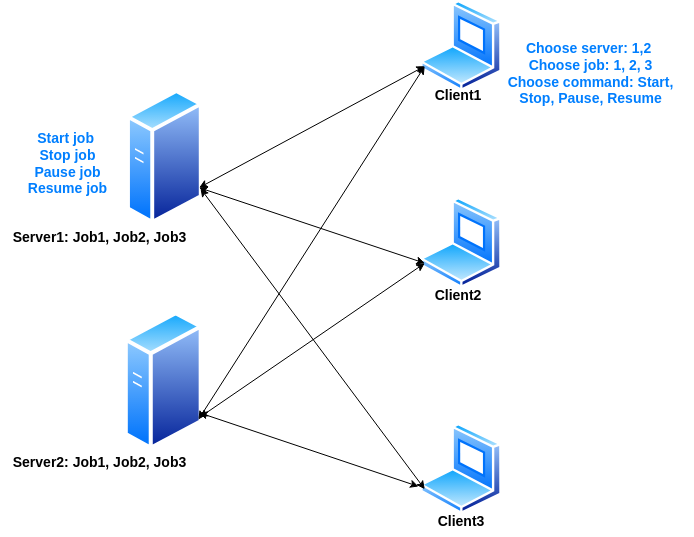 Choose server: 1,2
Choose job: 1, 2, 3
Choose command: Start,
Stop, Pause, Resume
Client1
Start job
Stop job
Pause job
Resume job
Server1: Job1, Job2, Job3
Client2
Server2: Job1, Job2, Job3
Client3